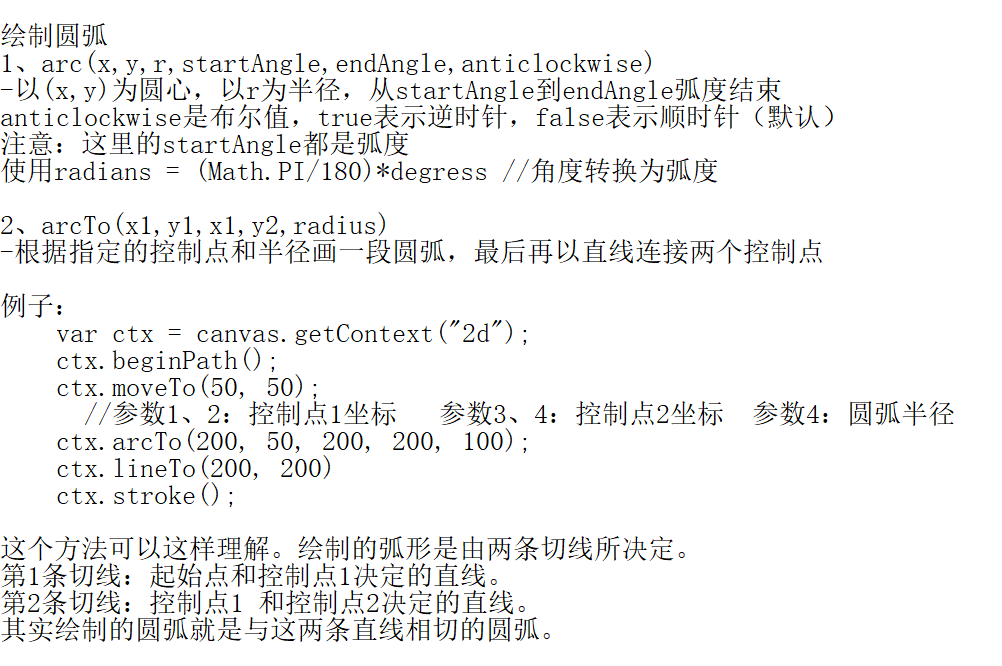 绘制圆弧
1、arc(x,y,r,startAngle,endAngle,anticlockwise)
-以(x,y)为圆心，以r为半径，从startAngle到endAngle弧度结束
anticlockwise是布尔值，true表示逆时针，false表示顺时针（默认）
注意：这里的startAngle都是弧度
使用radians = (Math.PI/180)*degress //角度转换为弧度
2、arcTo(x1,y1,x1,y2,radius)
-根据指定的控制点和半径画一段圆弧，最后再以直线连接两个控制点
例子：
var ctx = canvas.getContext("2d");
ctx.beginPath();
ctx.moveTo(50, 50);
//参数1、2：控制点1坐标   参数3、4：控制点2坐标  参数4：圆弧半径
ctx.arcTo(200, 50, 200, 200, 100);
ctx.lineTo(200, 200)
ctx.stroke();
这个方法可以这样理解。绘制的弧形是由两条切线所决定。
第1条切线：起始点和控制点1决定的直线。
第2条切线：控制点1 和控制点2决定的直线。
其实绘制的圆弧就是与这两条直线相切的圆弧。